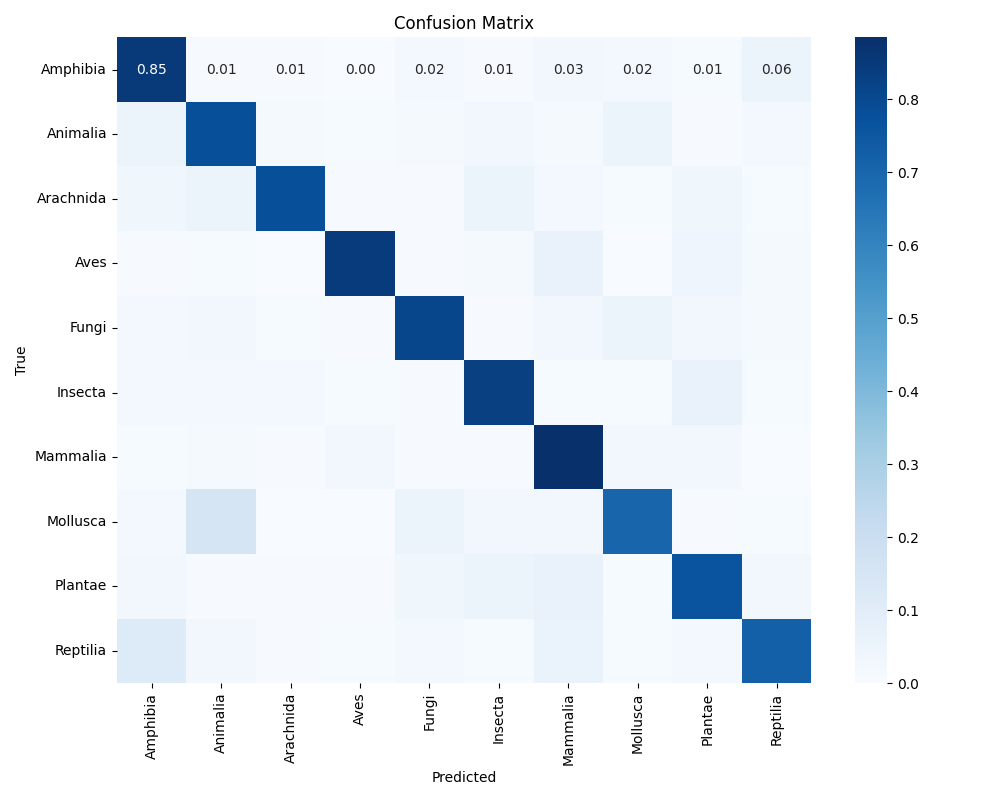 Confusion Matrix
True
Amphibia 0.85 0.01 0.01 0.00 0.02 0.01 0.03 0.02 0.01 0.06
Animalia
Arachnida
Aves
Fungi
Insecta
Mammalia
Mollusca
Plantae
Reptilia
Amphibia Animalia Arachnida Aves Fungi Insecta Mammalia Mollusca Plantae Reptilia
Predicted
0.8
0.7
0.6
0.5
0.4
0.3
0.2
0.1
0.0